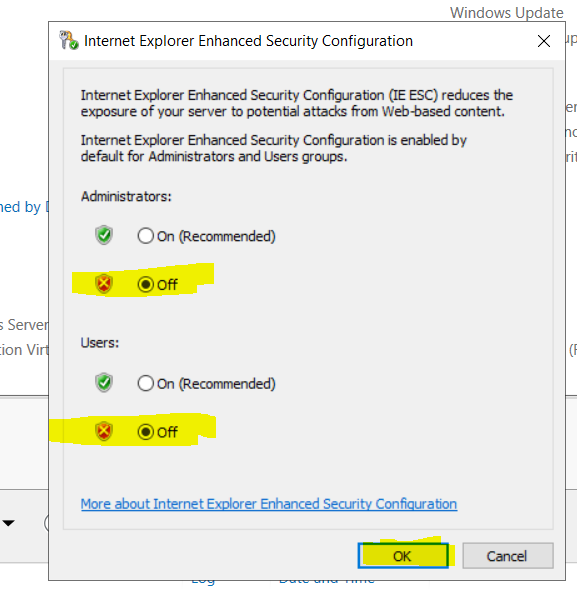 Windows Update
Internet Explorer Enhanced Security Configuration
Internet Explorer Enhanced Security Configuration (IE ESC) reduces the
exposure of your server to potential attacks from Web-based content.
Internet Explorer Enhanced Security Configuration is enabled by
default for Administrators and Users groups.
ned by
Administrators:
On (Recommended)
Off
s Server
tion Virt
Users:
On (Recommended)
Off
More about Internet Explorer Enhanced Security Configuration
OK
Cancel
Log
Date and Time